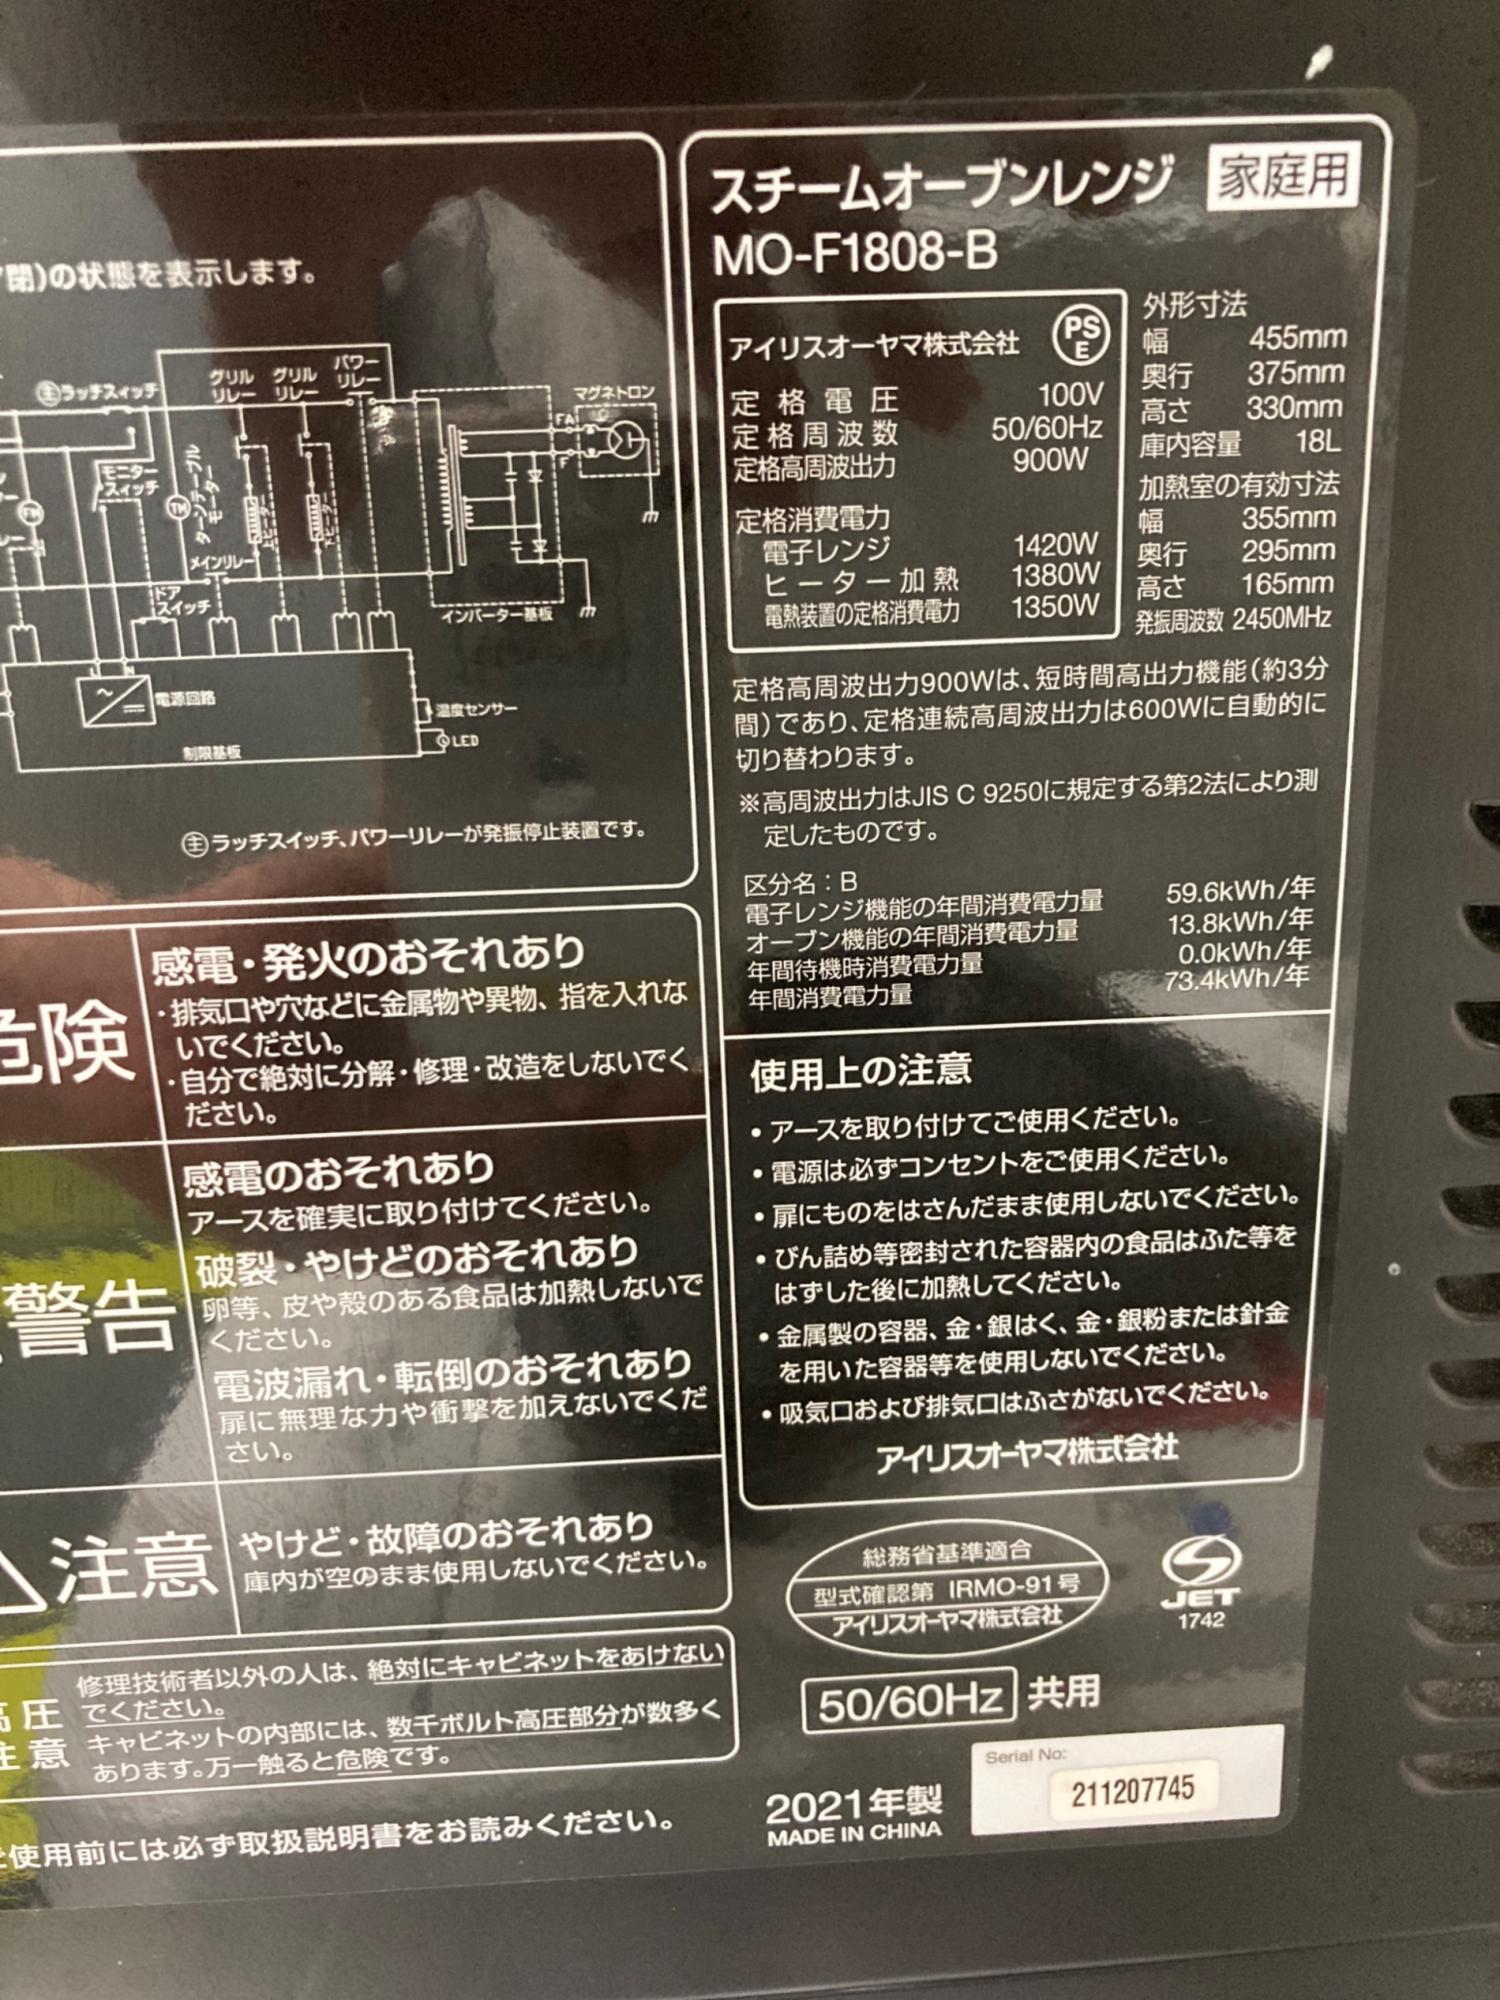 閉)の状態を表示します。
主ラッチスイッチ
グリル
リレー
グリル
リレー
パワー
リレー
マグネトロン
FA
F
モニター
スイッチ
FM
TM
ターンテーブル
モーター
上ヒーター
下ヒーター
メインリレー
ドア
スイッチ
インバーター基板
L N
電源回路
温度センサー
LED
制限基板
主ラッチスイッチ、パワーリレーが発振停止装置です。
危険
感電・発火のおそれあり
・排気口や穴などに金属物や異物、指を入れな
いでください。
・自分で絶対に分解・修理・改造をしないでく
ださい。
警告
感電のおそれあり
アースを確実に取り付けてください。
破裂・やけどのおそれあり
卵等、皮や殻のある食品は加熱しないで
ください。
電波漏れ・転倒のおそれあり
扉に無理な力や衝撃を加えないでくだ
さい。
注意
やけど・故障のおそれあり
庫内が空のまま使用しないでください。
高圧
注意
修理技術者以外の人は、絶対にキャビネットをあけない
でください。
キャビネットの内部には、数千ボルト高圧部分が数多く
あります。万一触ると危険です。
使用前には必ず取扱説明書をお読みください。
スチームオーブンレンジ 家庭用
MO-F1808-B
アイリスオーヤマ株式会社 PSE
定格電圧 100V
定格周波数 50/60Hz
定格高周波出力 900W
定格消費電力
電子レンジ 1420W
ヒーター加熱 1380W
電熱装置の定格消費電力 1350W
外形寸法
幅 455mm
奥行 375mm
高さ 330mm
庫内容量 18L
加熱室の有効寸法
幅 355mm
奥行 295mm
高さ 165mm
発振周波数 2450MHz
定格高周波出力900Wは、短時間高出力機能(約3分
間)であり、定格連続高周波出力は600Wに自動的に
切り替わります。
※高周波出力はJIS C 9250に規定する第2法により測
定したものです。
区分名：B
電子レンジ機能の年間消費電力量 59.6kWh/年
オーブン機能の年間消費電力量 13.8kWh/年
年間待機時消費電力量 0.0kWh/年
年間消費電力量 73.4kWh/年
使用上の注意
• アースを取り付けてご使用ください。
• 電源は必ずコンセントをご使用ください。
• 扉にものをはさんだまま使用しないでください。
• びん詰め等密封された容器内の食品はふた等を
はずした後に加熱してください。
• 金属製の容器、金・銀はく、金・銀粉または針金
を用いた容器等を使用しないでください。
• 吸気口および排気口はふさがないでください。
アイリスオーヤマ株式会社
総務省基準適合
型式確認第 IRMO-91号
アイリスオーヤマ株式会社
JET
1742
50/60Hz 共用
2021年製
MADE IN CHINA
Serial No:
211207745